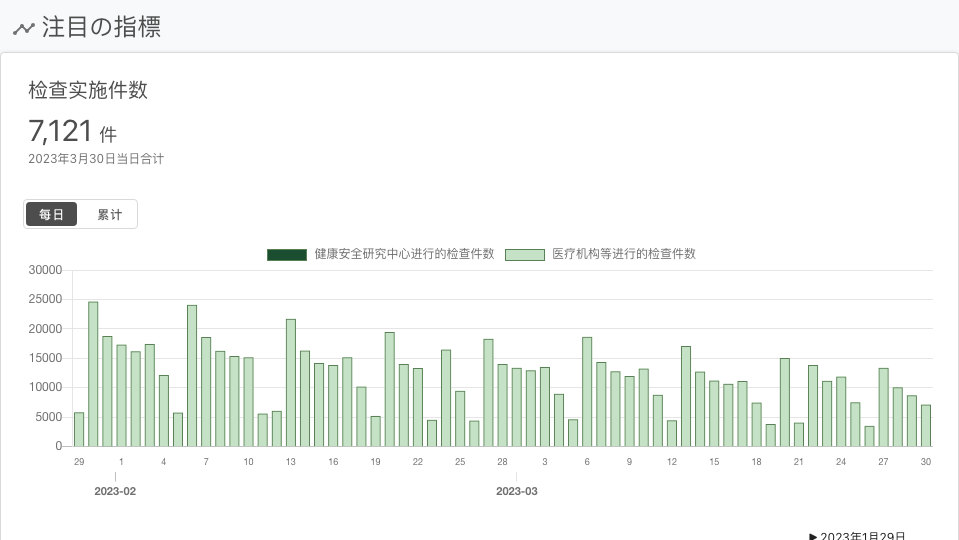 注目の指標
检查实施件数
7,121 件
2023年3月30日当日合计
每日 累计
健康安全研究中心进行的检查件数 医疗机构等进行的检查件数
30000
25000
20000
15000
10000
5000
0
29 1 4 7 10 13 16 19 22 25 28 3 6 9 12 15 18 21 24 27 30
2023-02 2023-03
▶ 2023年1月29日